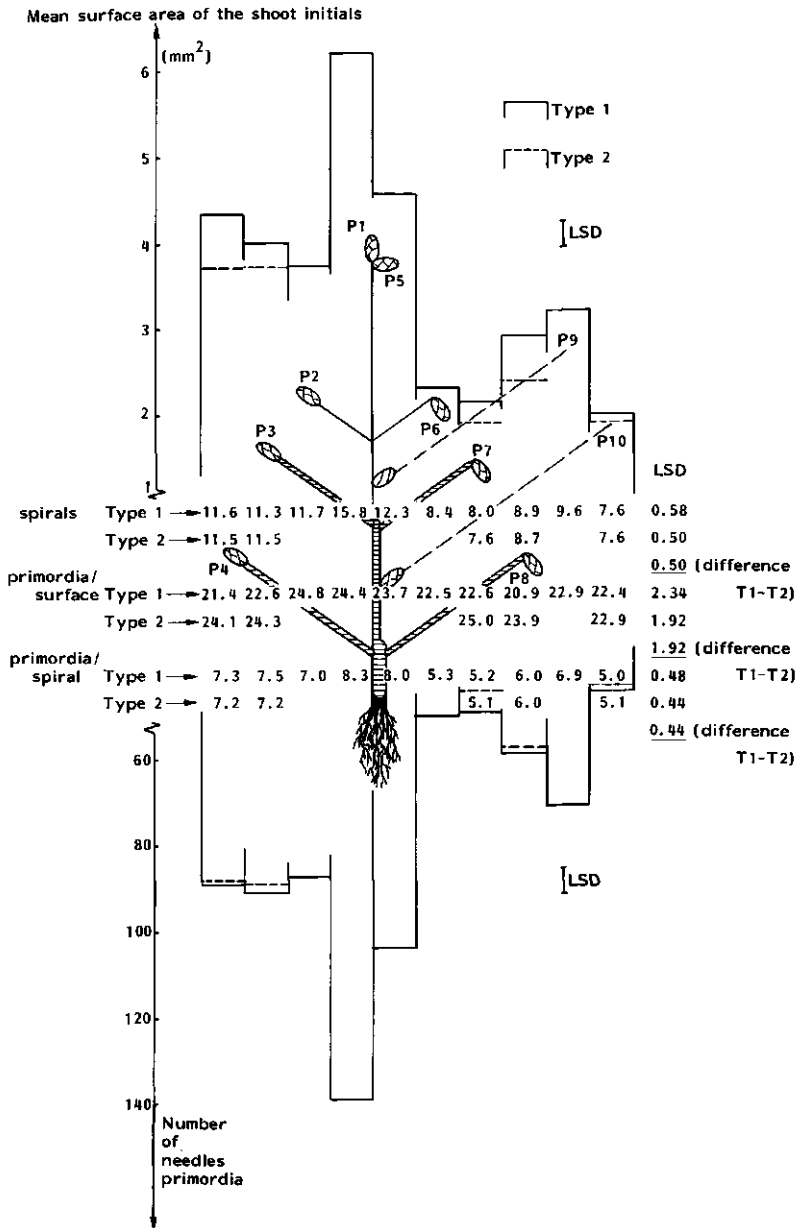 Mean surface area of the shoot initials
(mm²)
6
5
4
3
2
1
Type 1
Type 2
LSD
P1
P5
P2
P6
P9
P3
P7
P10
LSD
spirals Type 1 → 11.6 11.3 11.7 15.8 12.3 8.4 8.0 8.9 9.6 7.6 0.58
Type 2 → 11.5 11.5 7.6 8.7 7.6 0.50
P4
P8
0.50 (difference
primordia/
surface Type 1 → 21.4 22.6 24.8 24.4 23.7 22.5 22.6 20.9 22.9 22.4 2.34 T1~T2)
Type 2 → 24.1 24.3 25.0 23.9 22.9 1.92
1.92 (difference
primordia/
spiral Type 1 → 7.3 7.5 7.0 8.3 8.0 5.3 5.2 6.0 6.9 5.0 0.48 T1-T2)
Type 2 → 7.2 7.2 5.1 6.0 5.1 0.44
0.44 (difference
T1-T2)
60
80
LSD
100
120
140
Number
of
needles
primordia